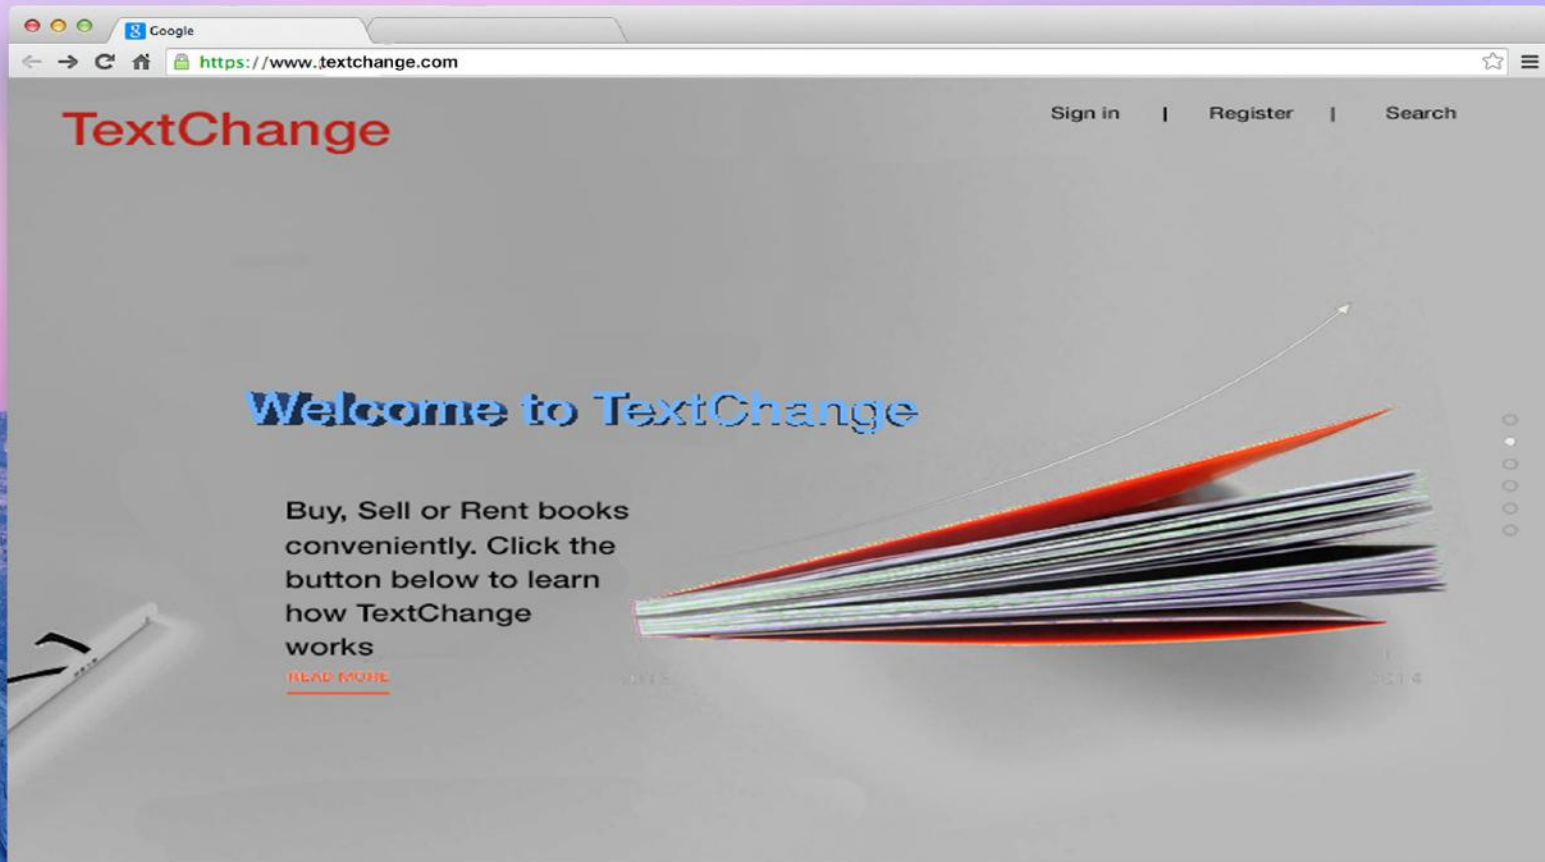 Google
https://www.textchange.com
TextChange
Sign in | Register | Search
Welcome to TextChange
Buy, Sell or Rent books
conveniently. Click the
button below to learn
how TextChange
works
READ MORE